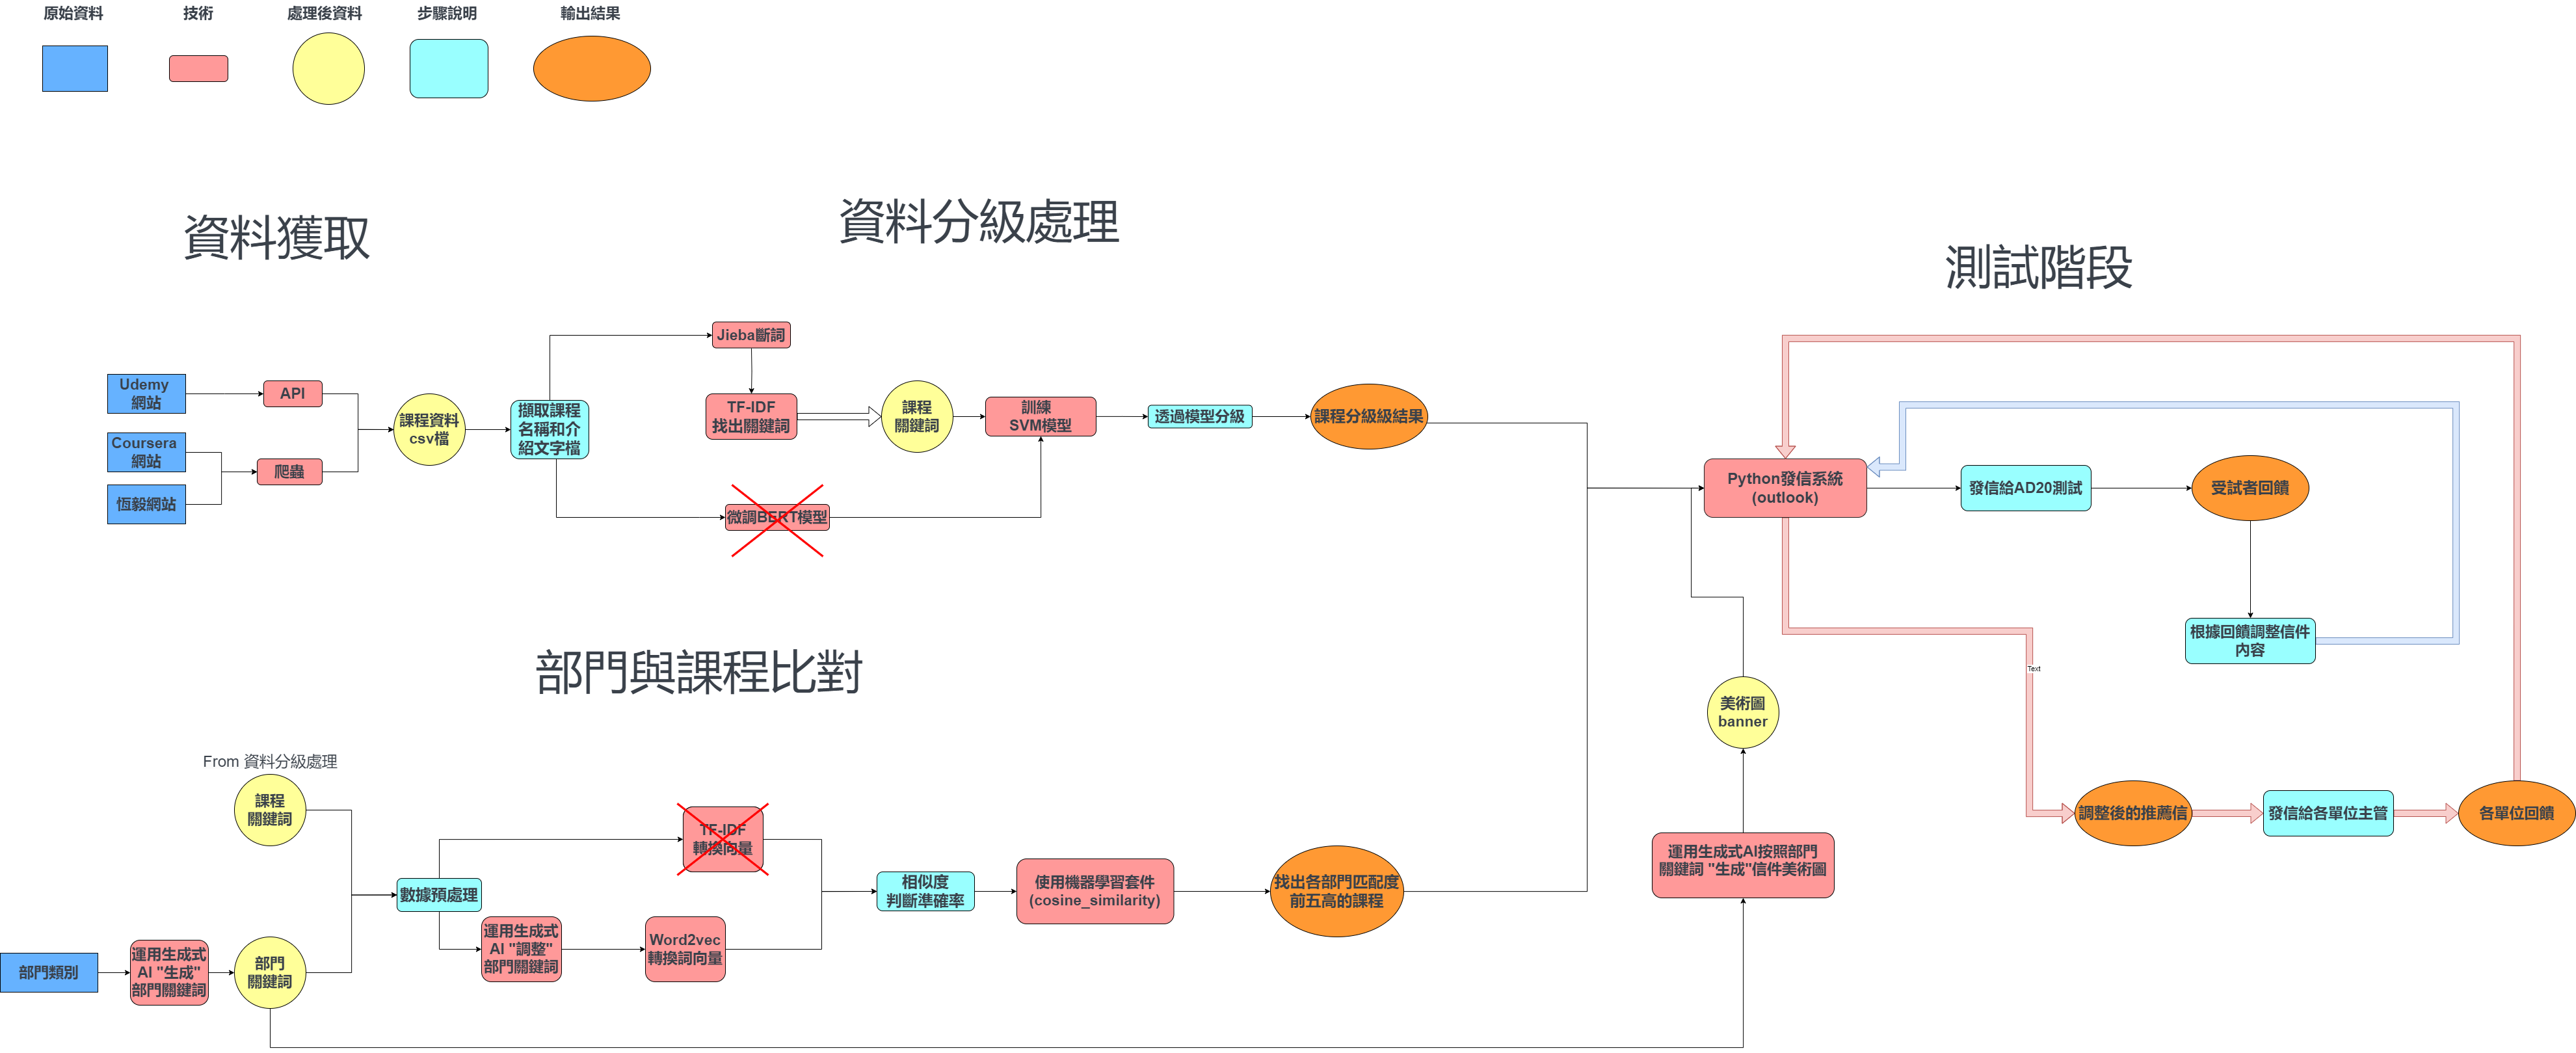 原始資料
技術
處理後資料
步驟說明
輸出結果
資料獲取
資料分級處理
測試階段
Udemy
網站
Coursera
網站
恆毅網站
API
爬蟲
課程資料
csv檔
擷取課程
名稱和介
紹文字檔
Jieba斷詞
TF-IDF
找出關鍵詞
微調BERT模型
課程
關鍵詞
訓練
SVM模型
透過模型分級
課程分級級結果
Python發信系統
(outlook)
發信給AD20測試
受試者回饋
根據回饋調整信件
內容
Text
調整後的推薦信
發信給各單位主管
各單位回饋
部門與課程比對
From 資料分級處理
課程
關鍵詞
部門類別
運用生成式
AI "生成"
部門關鍵詞
部門
關鍵詞
數據預處理
TF-IDF
轉換向量
運用生成式
AI "調整"
部門關鍵詞
Word2vec
轉換詞向量
相似度
判斷準確率
使用機器學習套件
(cosine_similarity)
找出各部門匹配度
前五高的課程
美術圖
banner
運用生成式AI按照部門
關鍵詞 "生成"信件美術圖